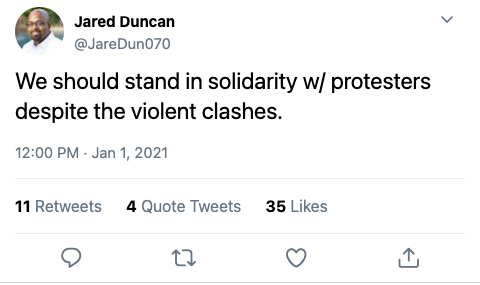 Jared Duncan
@JareDun070
We should stand in solidarity w/ protesters
despite the violent clashes.
12:00 PM · Jan 1, 2021
11 Retweets 4 Quote Tweets 35 Likes